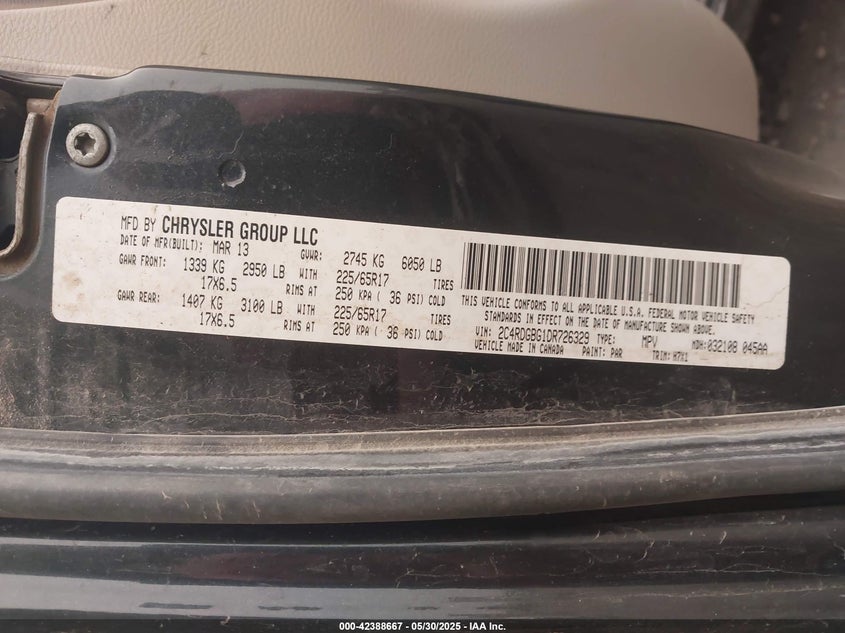 MFD BY CHRYSLER GROUP LLC
DATE OF MFR(BUILT): MAR 13 GVWR: 2745 KG 6050 LB
GAWR FRONT: 1339 KG 2950 LB WITH 225/65R17 TIRES
17X6.5 RIMS AT 250 KPA ( 36 PSI) COLD
GAWR REAR: 1407 KG 3100 LB WITH 225/65R17 TIRES
17X6.5 RIMS AT 250 KPA ( 36 PSI) COLD
THIS VEHICLE CONFORMS TO ALL APPLICABLE U.S.A. FEDERAL MOTOR VEHICLE SAFETY
STANDARDS IN EFFECT ON THE DATE OF MANUFACTURE SHOWN ABOVE.
VIN: 2C4RDGBG1DR726329 TYPE: MPV MDH: 032108 045AA
VEHICLE MADE IN CANADA PAINT: PAR TRIM: H7X1
000-42388667 - 05/30/2025 - IAA Inc.